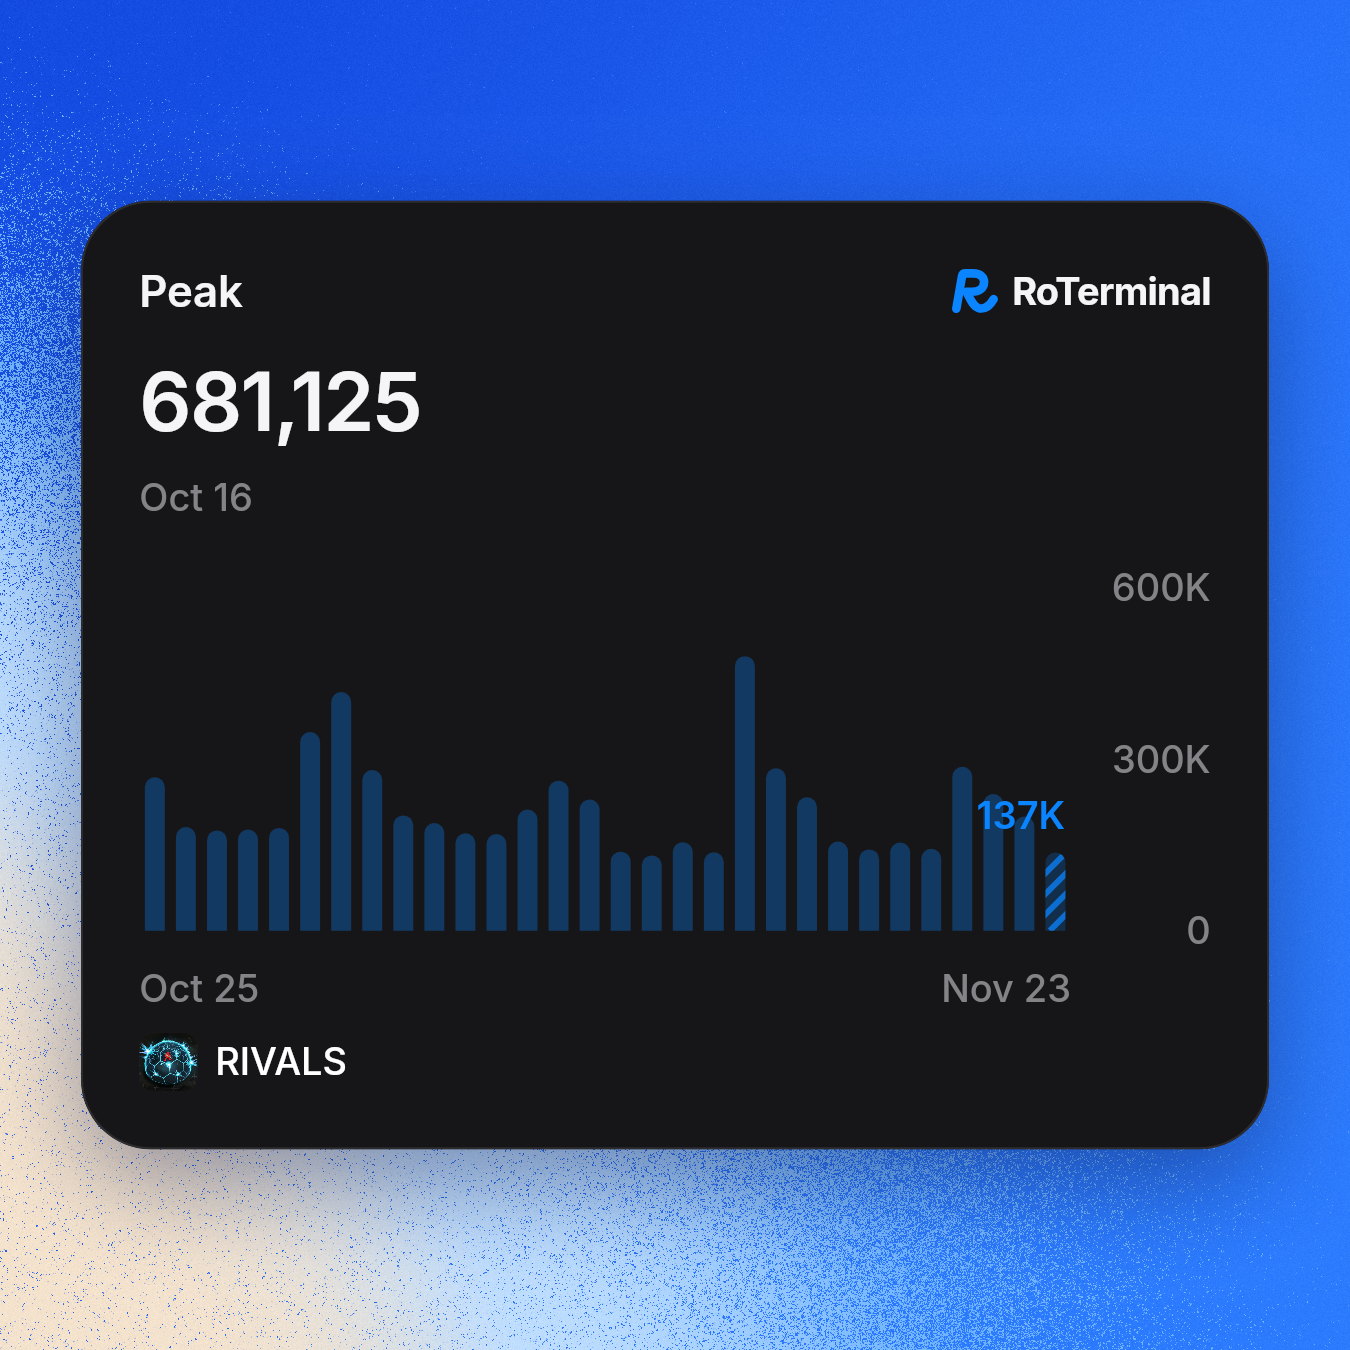 Peak
RoTerminal
681,125
Oct 16
600K
300K
137K
0
Oct 25
Nov 23
RIVALS